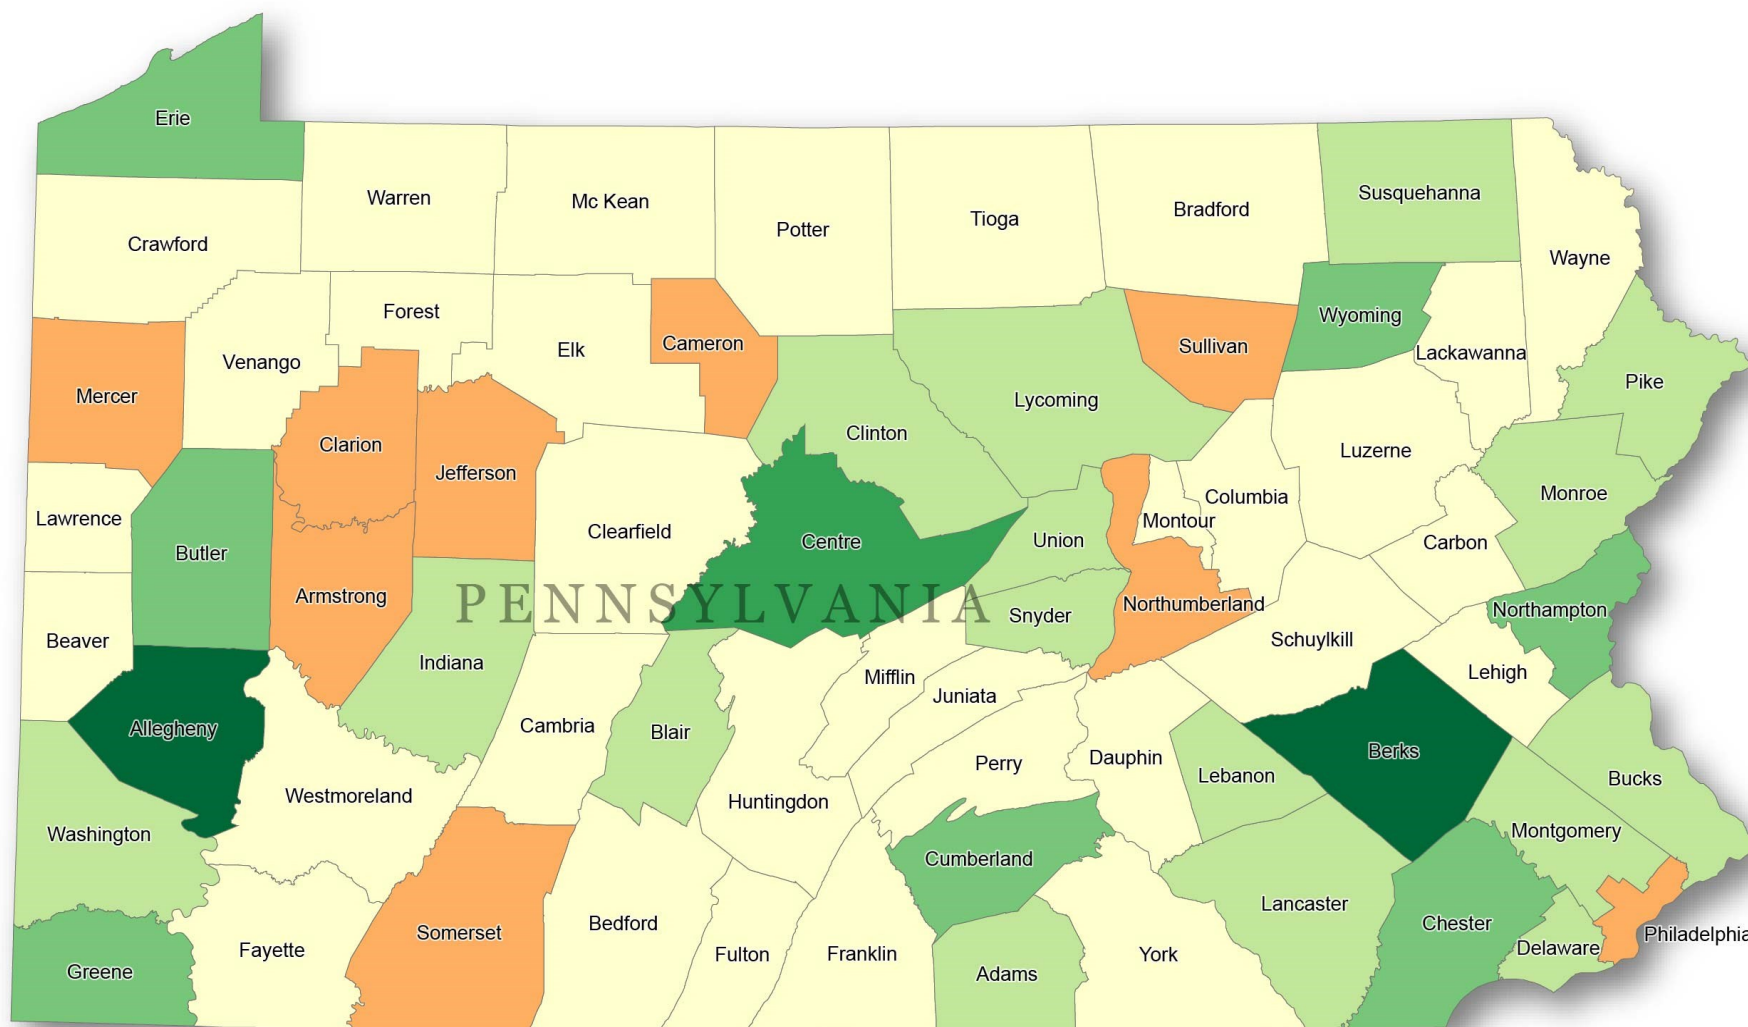 Erie
Warren
Mc Kean
Potter
Tioga
Bradford
Susquehanna
Wayne
Crawford
Forest
Elk
Cameron
Sullivan
Wyoming
Lackawanna
Venango
Mercer
Pike
Lycoming
Clinton
Clarion
Jefferson
Luzerne
Columbia
Monroe
Lawrence
Butler
Clearfield
Centre
Union
Montour
Carbon
Armstrong
PENNSYLVANIA
Snyder
Northumberland
Northampton
Beaver
Indiana
Schuylkill
Mifflin
Juniata
Lehigh
Allegheny
Cambria
Blair
Perry
Dauphin
Berks
Lebanon
Bucks
Westmoreland
Huntingdon
Washington
Montgomery
Cumberland
Lancaster
Somerset
Bedford
Chester
Philadelphia
Fayette
Fulton
Franklin
York
Delaware
Greene
Adams